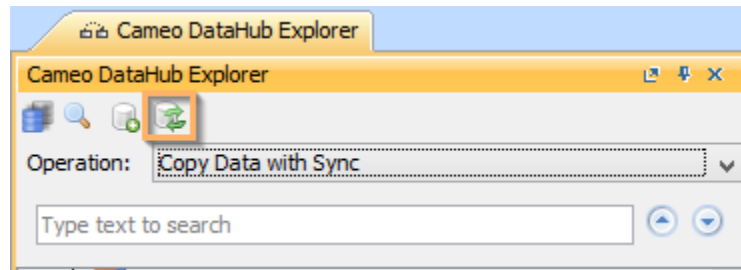 Cameo DataHub Explorer
Cameo DataHub Explorer
Operation: Copy Data with Sync
Type text to search